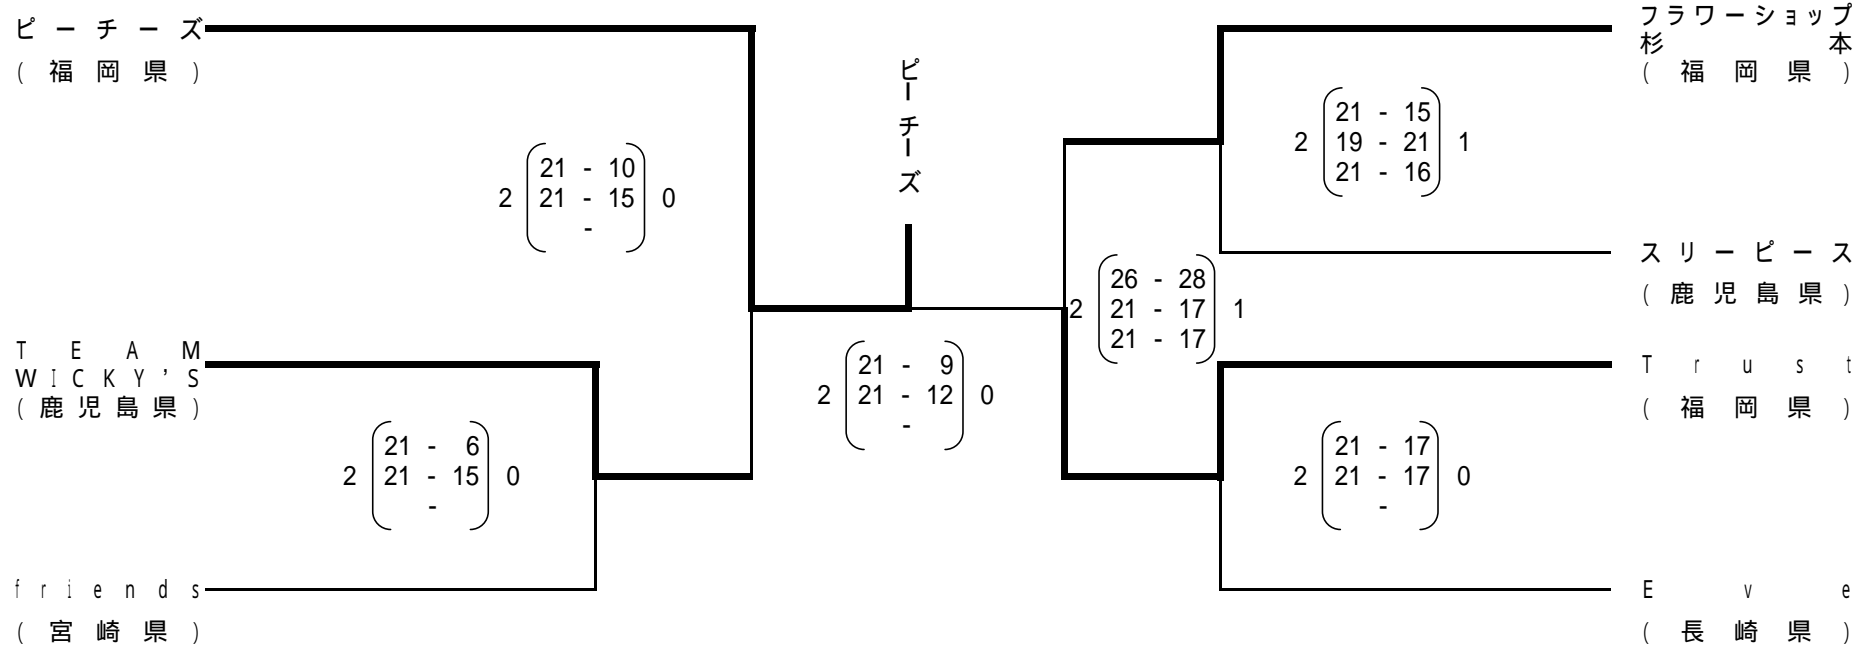 ピーチーズ
(福岡県)
2 21 - 10 0
21 - 15
-
TEAM
WICKY'S
(鹿児島県)
2 21 - 6 0
21 - 15
-
friends
(宮崎県)
ピーチーズ
2 21 - 9 0
21 - 12
-
フラワーショップ
杉本
(福岡県)
21 - 15
2 19 - 21 1
21 - 16
スリーピース
(鹿児島県)
26 - 28
2 21 - 17 1
21 - 17
Trust
(福岡県)
21 - 17
2 21 - 17 0
-
Eve
(長崎県)